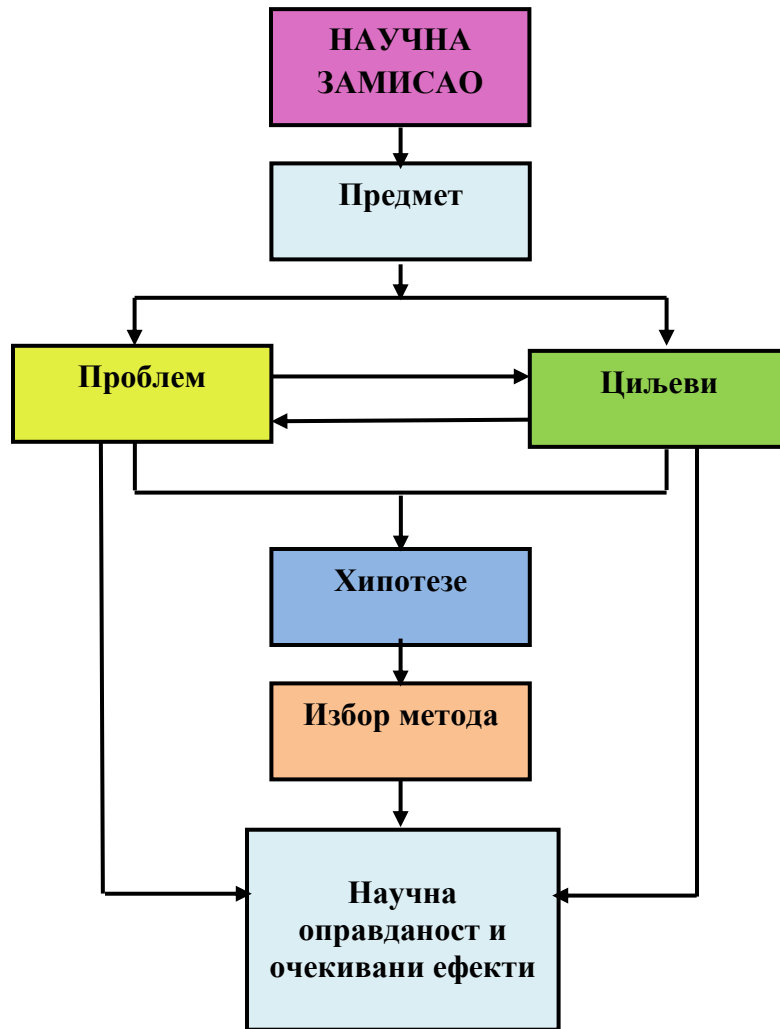 НАУЧНА
ЗАМИСАО
Предмет
Проблем
Циљеви
Хипотезе
Избор метода
Научна
оправданост и
очекивани ефекти